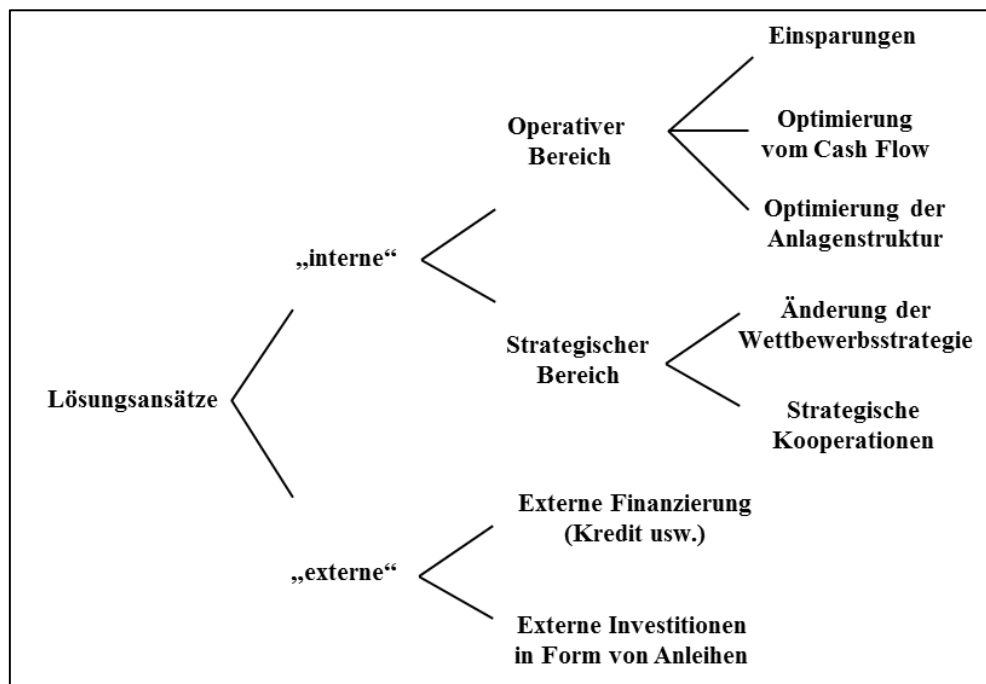 Einsparungen
Operativer
Bereich
Optimierung
vom Cash Flow
Optimierung der
Anlagenstruktur
„interne“
Strategischer
Bereich
Änderung der
Wettbewerbsstrategie
Strategische
Kooperationen
Lösungsansätze
Externe Finanzierung
(Kredit usw.)
„externe“
Externe Investitionen
in Form von Anleihen